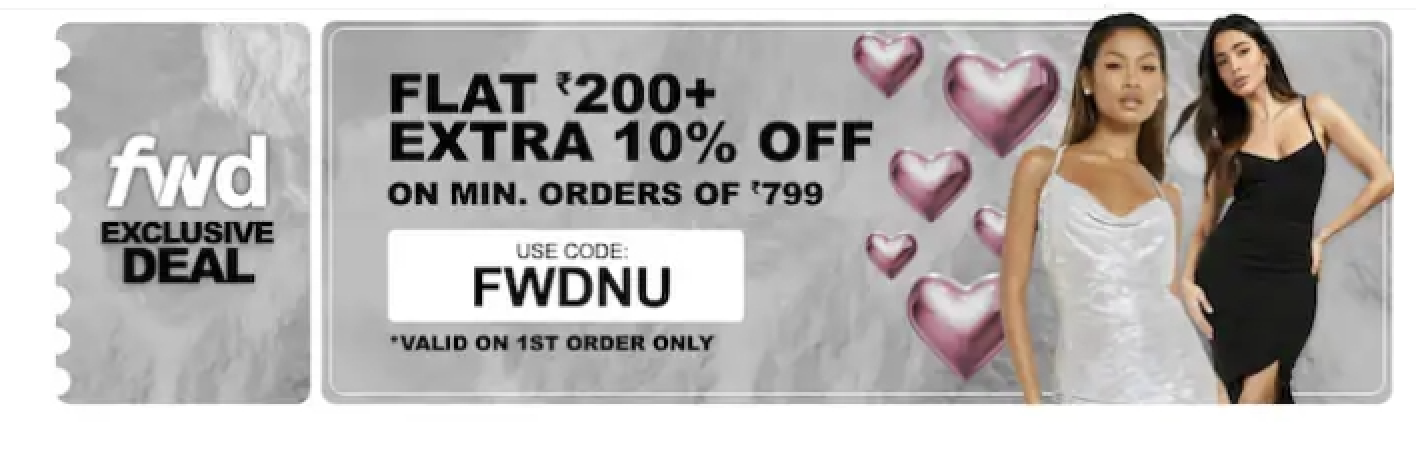 fwd
EXCLUSIVE
DEAL
FLAT ₹200+
EXTRA 10% OFF
ON MIN. ORDERS OF ₹799
USE CODE:
FWDNU
*VALID ON 1ST ORDER ONLY